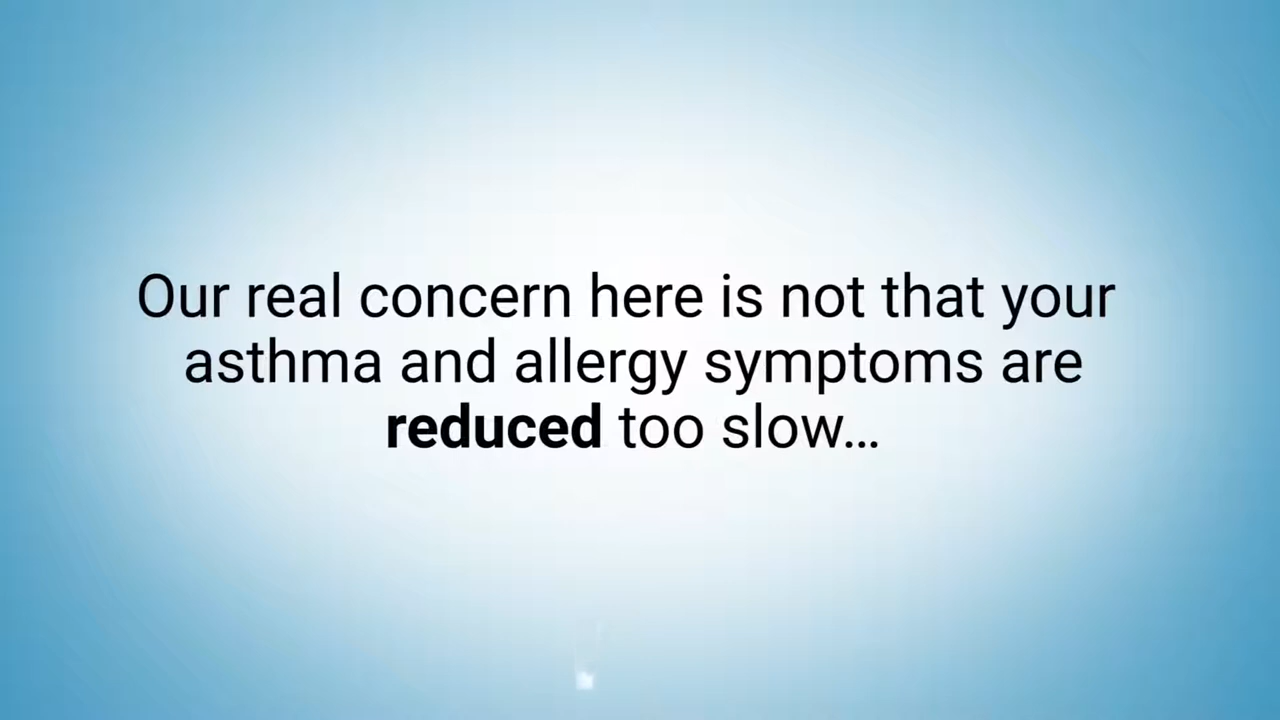 Our real concern here is not that your
asthma and allergy symptoms are
reduced too slow...